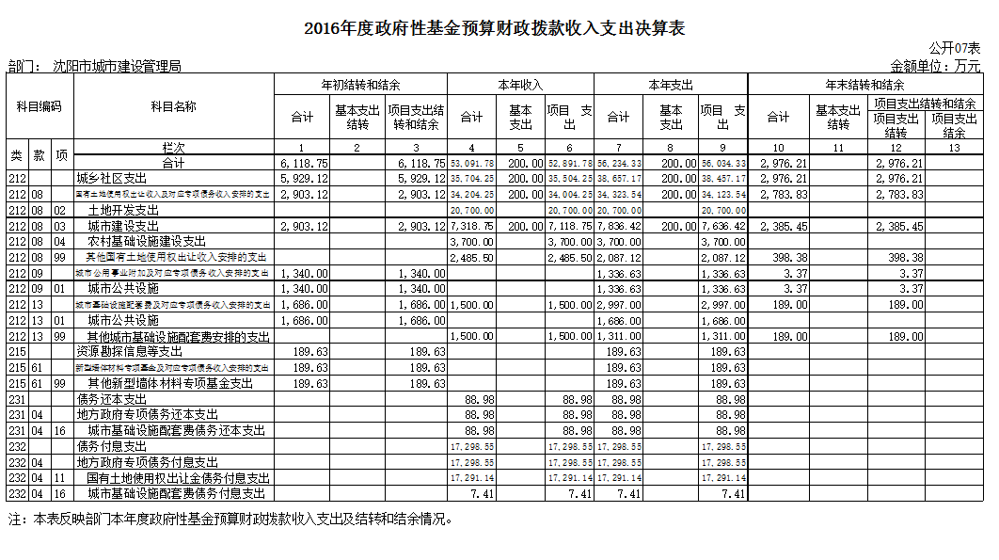 2016年度政府性基金预算财政拨款收入支出决算表
公开07表
部门： 沈阳市城市建设管理局 金额单位：万元
科目编码 科目名称 年初结转和结余 本年收入 本年支出 年末结转和结余
合计 基本支出结转 项目支出结转和结余 合计 基本支出 项目 支出 合计 基本支出 项目 支出 合计 基本支出结转 项目支出结转和结余
项目支出结转 项目支出结余
类 款 项 栏次 1 2 3 4 5 6 7 8 9 10 11 12 13
合计 6,118.75 6,118.75 53,091.78 200.00 52,891.78 56,234.33 200.00 56,034.33 2,976.21 2,976.21
212 城乡社区支出 5,929.12 5,929.12 35,704.25 200.00 35,504.25 38,657.17 200.00 38,457.17 2,976.21 2,976.21
212 08 国有土地使用权出让收入及对应专项债务收入安排的支出 2,903.12 2,903.12 34,204.25 200.00 34,004.25 34,323.54 200.00 34,123.54 2,783.83 2,783.83
212 08 02 土地开发支出 20,700.00 20,700.00 20,700.00 20,700.00
212 08 03 城市建设支出 2,903.12 2,903.12 7,318.75 200.00 7,118.75 7,836.42 200.00 7,636.42 2,385.45 2,385.45
212 08 04 农村基础设施建设支出 3,700.00 3,700.00 3,700.00 3,700.00
212 08 99 其他国有土地使用权出让收入安排的支出 2,485.50 2,485.50 2,087.12 2,087.12 398.38 398.38
212 09 城市公用事业附加及对应专项债务收入安排的支出 1,340.00 1,340.00 1,336.63 1,336.63 3.37 3.37
212 09 01 城市公共设施 1,340.00 1,340.00 1,336.63 1,336.63 3.37 3.37
212 13 城市基础设施配套费及对应专项债务收入安排的支出 1,686.00 1,686.00 1,500.00 1,500.00 2,997.00 2,997.00 189.00 189.00
212 13 01 城市公共设施 1,686.00 1,686.00 1,686.00 1,686.00
212 13 99 其他城市基础设施配套费安排的支出 1,500.00 1,500.00 1,311.00 1,311.00 189.00 189.00
215 资源勘探信息等支出 189.63 189.63 189.63 189.63
215 61 新型墙体材料专项基金及对应专项债务收入安排的支出 189.63 189.63 189.63 189.63
215 61 99 其他新型墙体材料专项基金支出 189.63 189.63 189.63 189.63
231 债务还本支出 88.98 88.98 88.98 88.98
231 04 地方政府专项债务还本支出 88.98 88.98 88.98 88.98
231 04 16 城市基础设施配套费债务还本支出 88.98 88.98 88.98 88.98
232 债务付息支出 17,298.55 17,298.55 17,298.55 17,298.55
232 04 地方政府专项债务付息支出 17,298.55 17,298.55 17,298.55 17,298.55
232 04 11 国有土地使用权出让金债务付息支出 17,291.14 17,291.14 17,291.14 17,291.14
232 04 16 城市基础设施配套费债务付息支出 7.41 7.41 7.41 7.41
注：本表反映部门本年度政府性基金预算财政拨款收入支出及结转和结余情况。